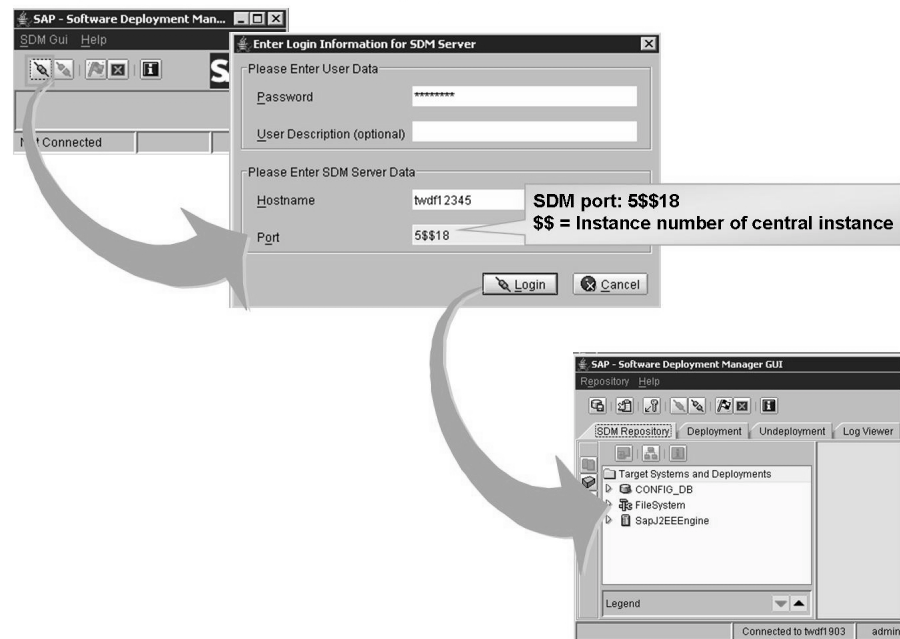 SAP - Software Deployment Man...
SDM Gui Help
Not Connected
Enter Login Information for SDM Server
Please Enter User Data
Password ********
User Description (optional)
Please Enter SDM Server Data
Hostname twdf12345
Port 5$$18
SDM port: 5$$18
$$ = Instance number of central instance
Login Cancel
SAP - Software Deployment Manager GUI
Repository Help
SDM Repository Deployment Undeployment Log Viewer
Target Systems and Deployments
CONFIG_DB
FileSystem
SapJ2EEEngine
Legend
Connected to twdf1903 admin